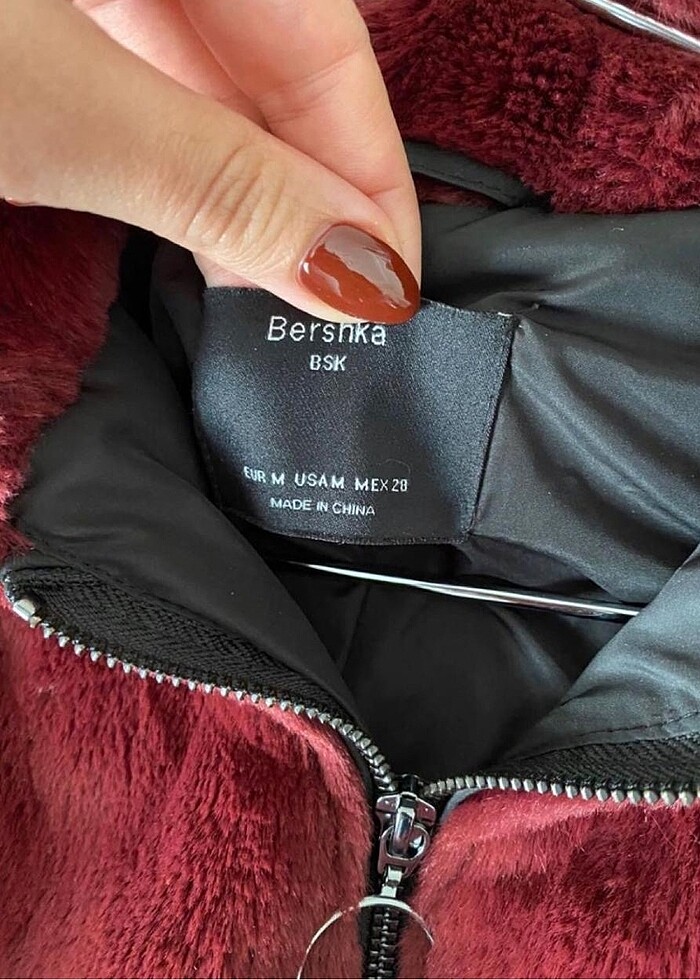 Bershka
BSK
EUR M USA M MEX 28
MADE IN CHINA